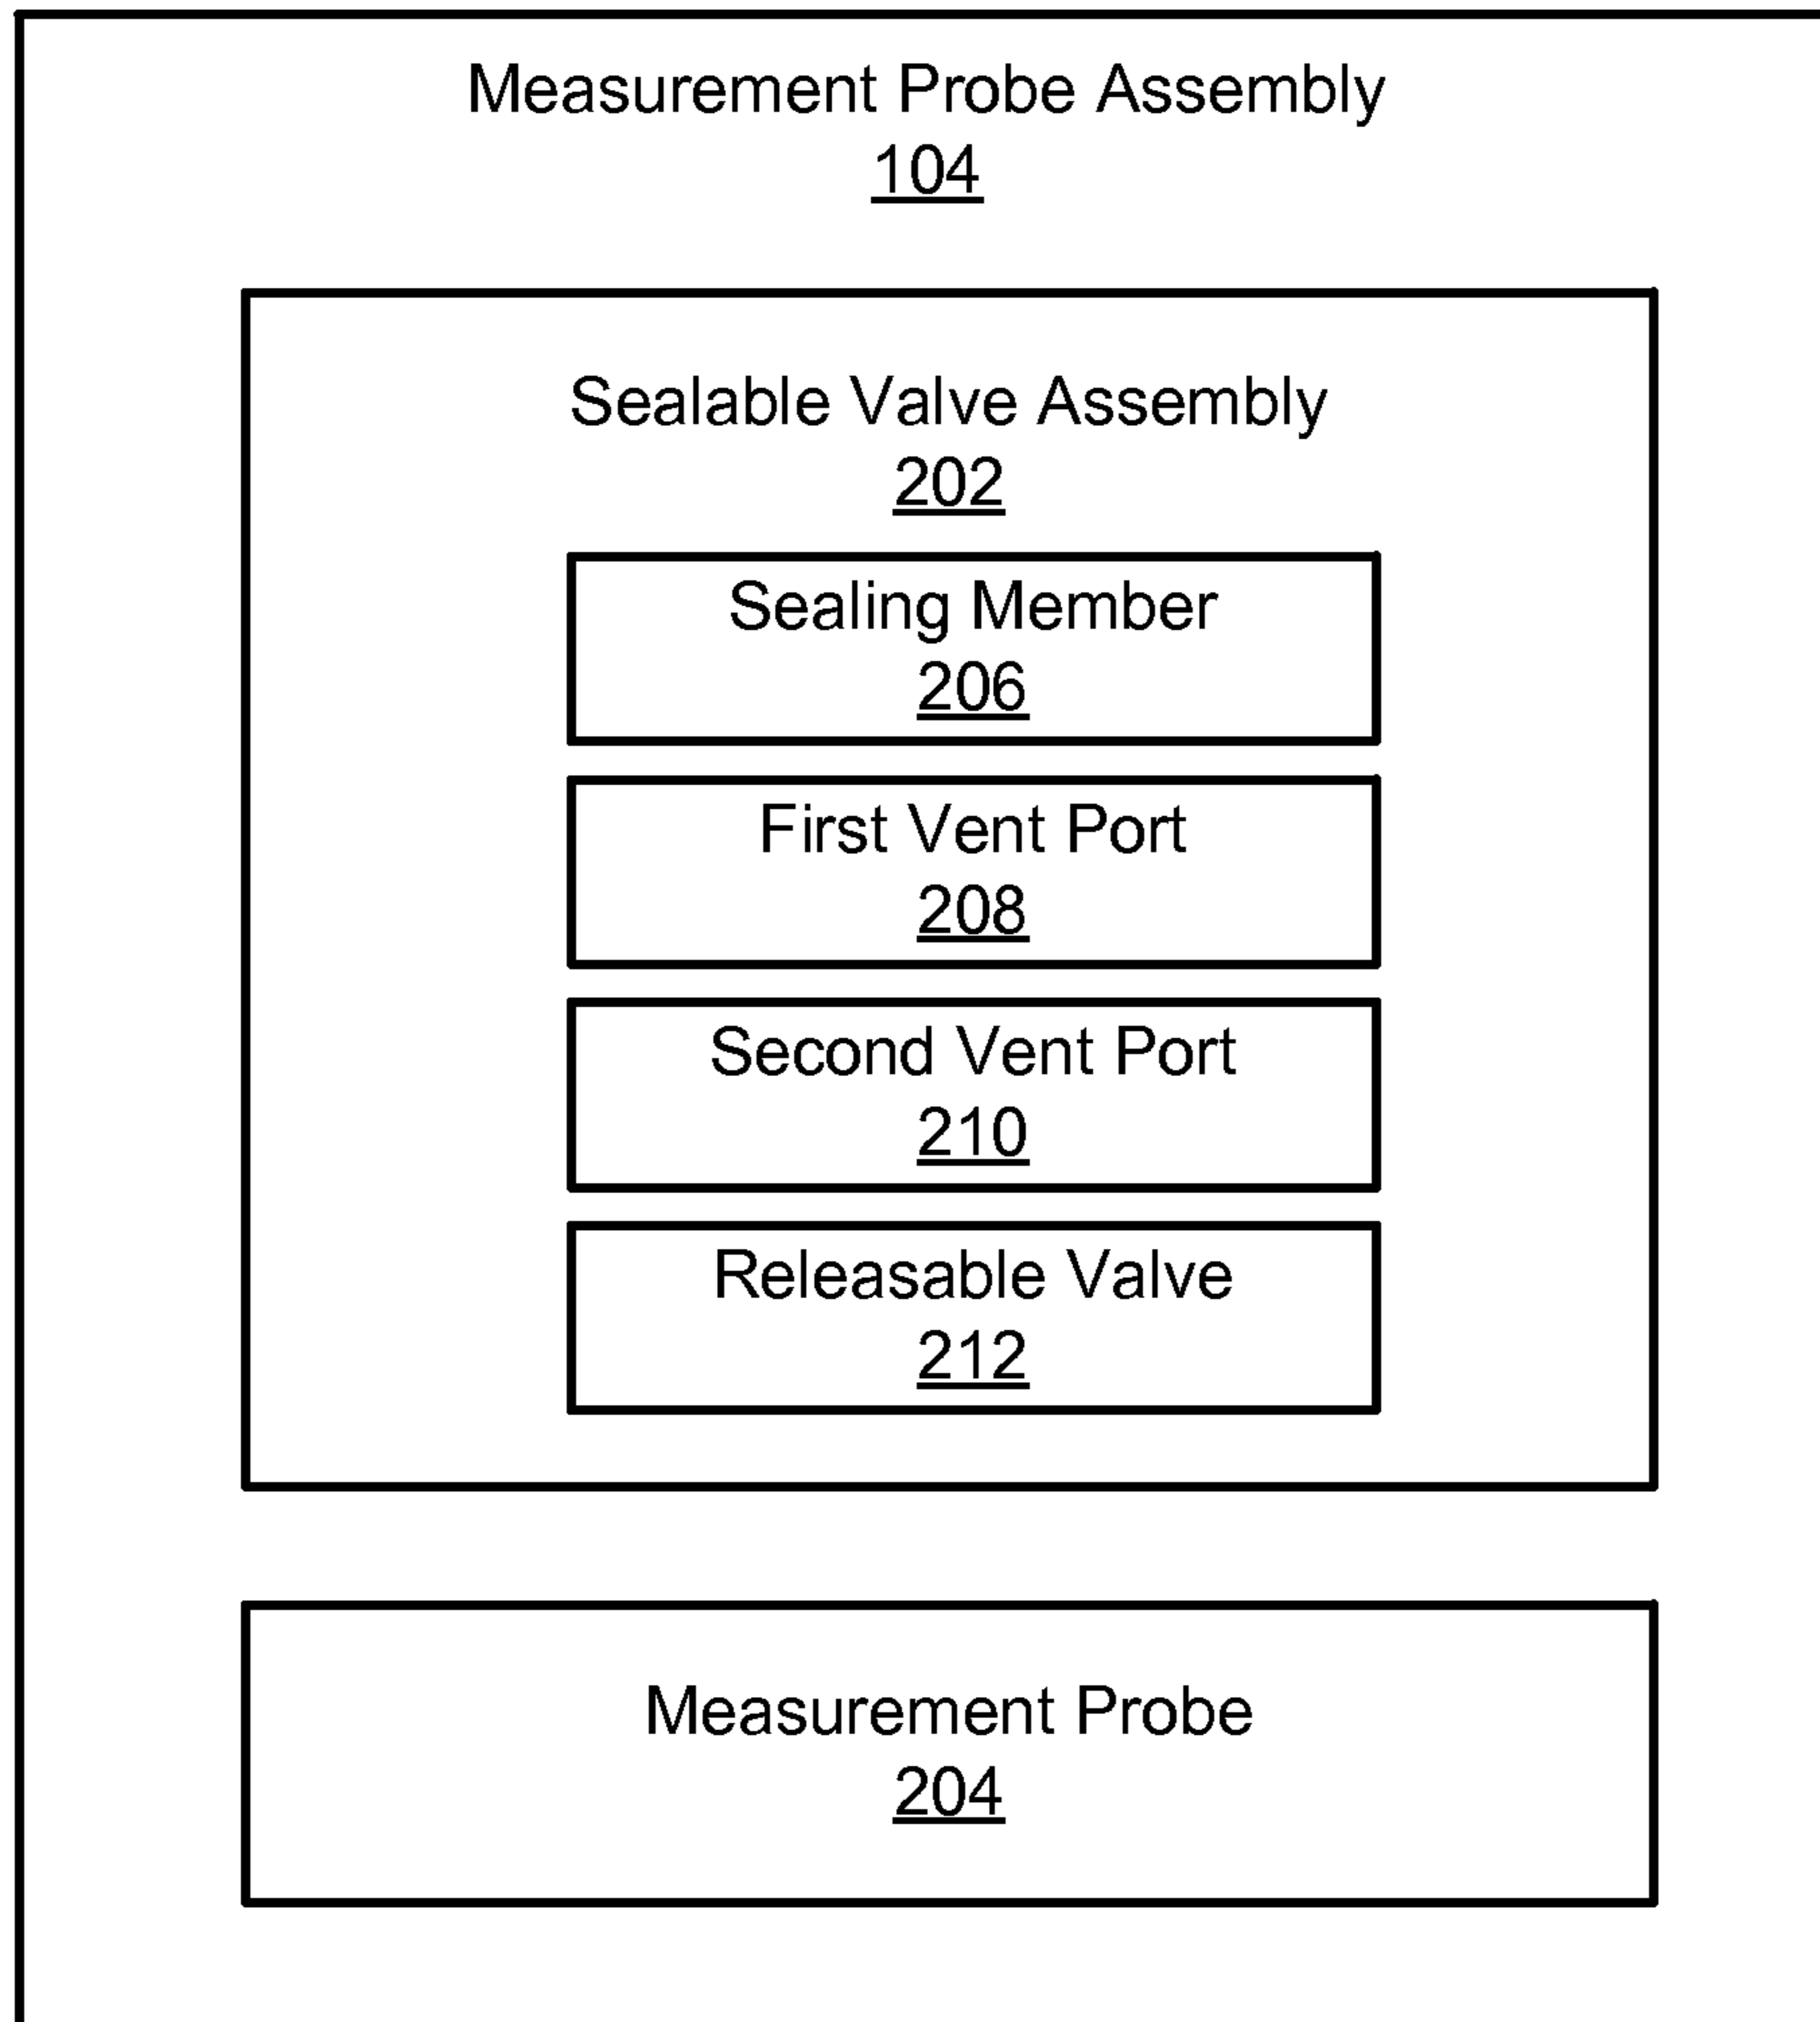 Measurement Probe Assembly
104
Sealable Valve Assembly
202
Sealing Member
206
First Vent Port
208
Second Vent Port
210
Releasable Valve
212
Measurement Probe
204